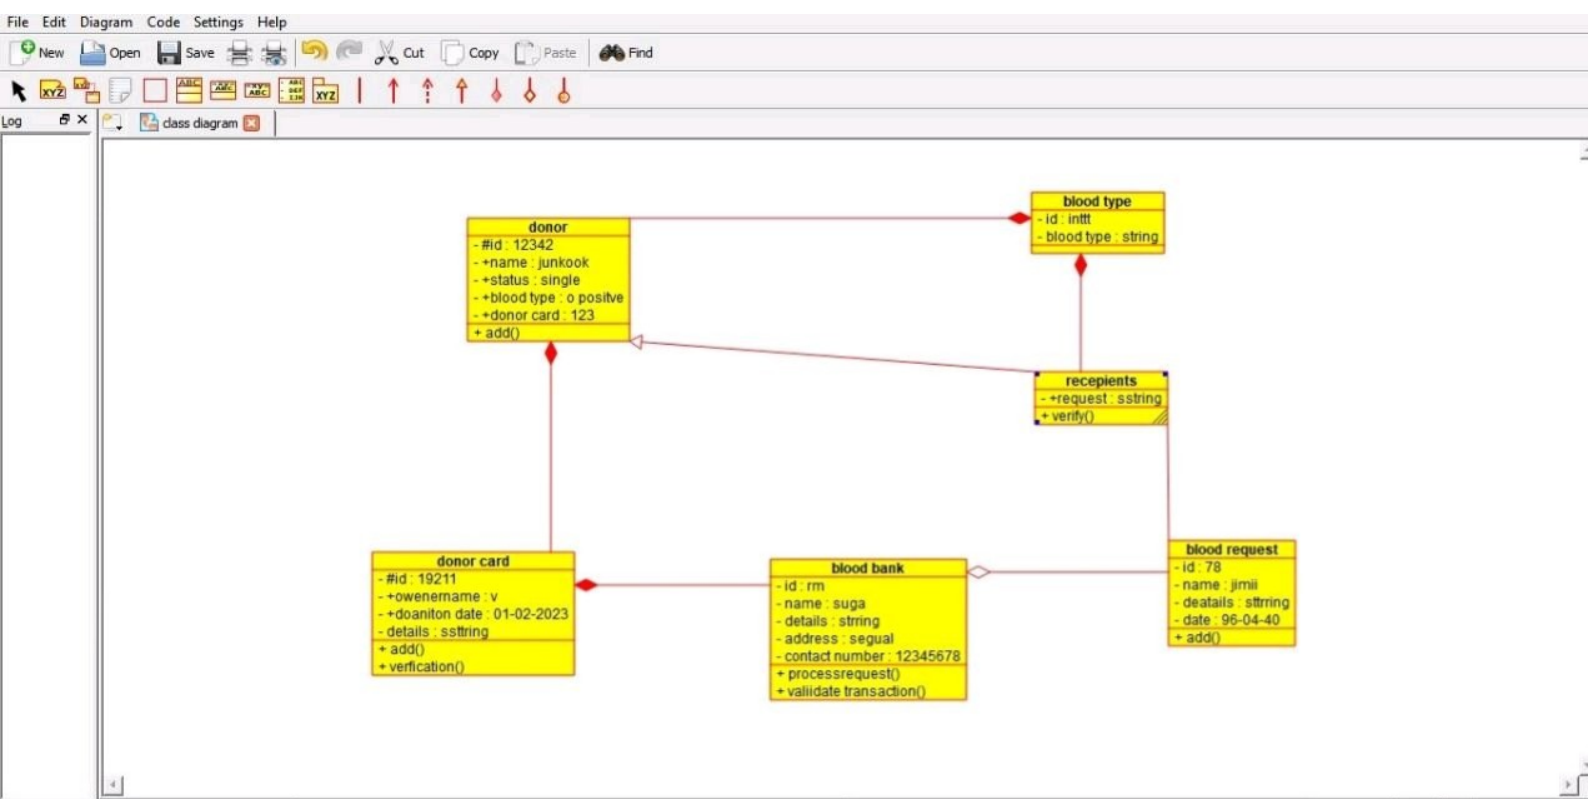 File Edit Diagram Code Settings Help
New Open Save Cut Copy Paste Find
XYZ ABC ABC XYZ
Log class diagram
donor
- #id : 12342
- +name : junkook
- +status : single
- +blood type : o positve
- +donor card : 123
+ add()
blood type
- id : inttt
- blood type : string
recepients
- +request : sstring
+ verify()
donor card
- #id : 19211
- +owenername : v
- +doaniton date : 01-02-2023
- details : ssttring
+ add()
+ verfication()
blood bank
- id : rm
- name : suga
- details : strring
- address : segual
- contact number : 12345678
+ processrequest()
+ valiidate transaction()
blood request
- id : 78
- name : jimii
- deatails : sttrring
- date : 96-04-40
+ add()